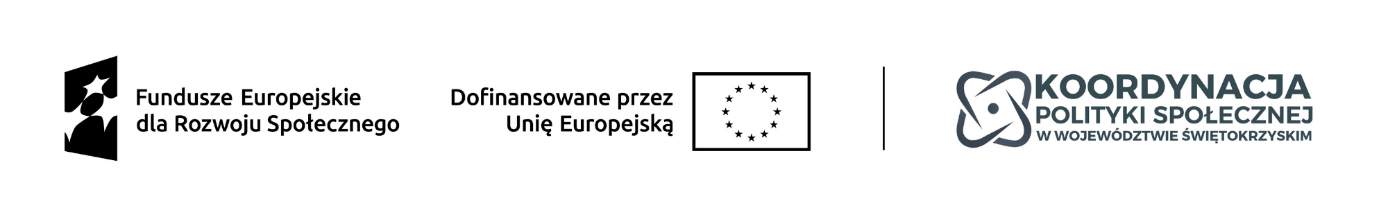 Fundusze Europejskie
dla Rozwoju Społecznego
Dofinansowane przez
Unię Europejską
KOORDYNACJA
POLITYKI SPOŁECZNEJ
W WOJEWÓDZTWIE ŚWIĘTOKRZYSKIM